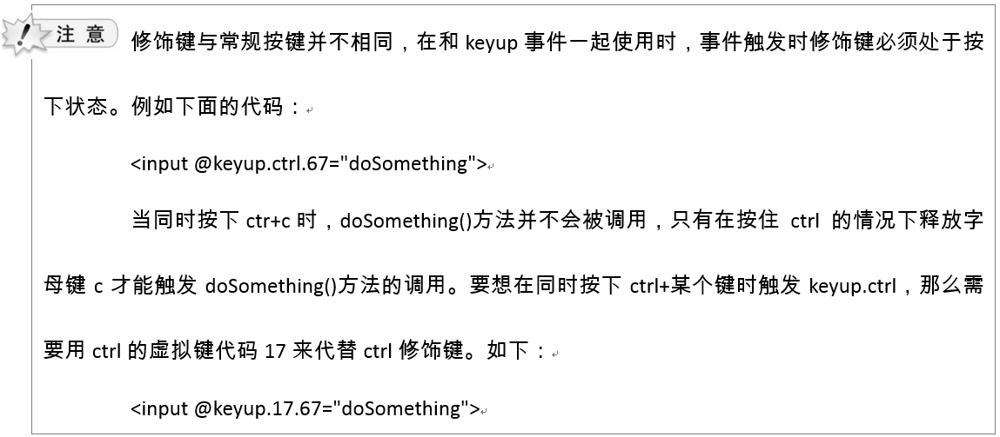 注 意
修饰键与常规按键并不相同，在和 keyup 事件一起使用时，事件触发时修饰键必须处于按
下状态。例如下面的代码：
<input @keyup.ctrl.67="doSomething">
当同时按下 ctr+c 时，doSomething()方法并不会被调用，只有在按住 ctrl 的情况下释放字
母键 c 才能触发 doSomething()方法的调用。要想在同时按下 ctrl+某个键时触发 keyup.ctrl，那么需
要用 ctrl 的虚拟键代码 17 来代替 ctrl 修饰键。如下：
<input @keyup.17.67="doSomething">